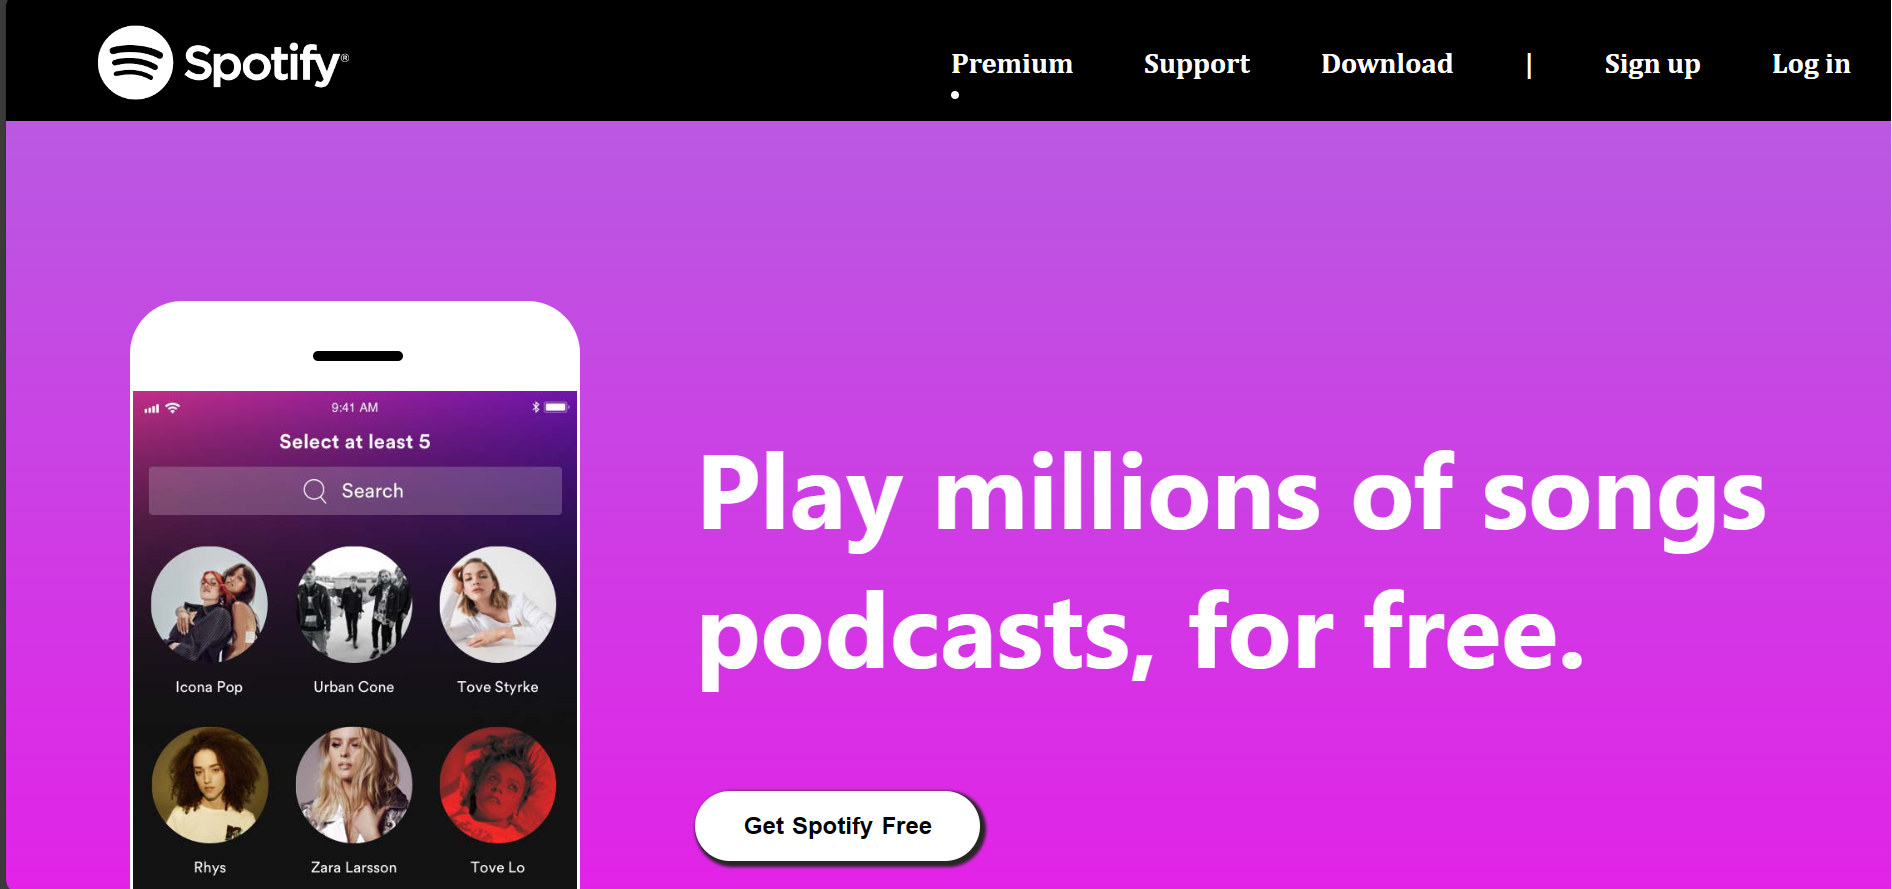 Spotify®
Premium Support Download | Sign up Log in
9:41 AM
Select at least 5
Search
Icona Pop Urban Cone Tove Styrke
Rhys Zara Larsson Tove Lo
Play millions of songs
podcasts, for free.
Get Spotify Free